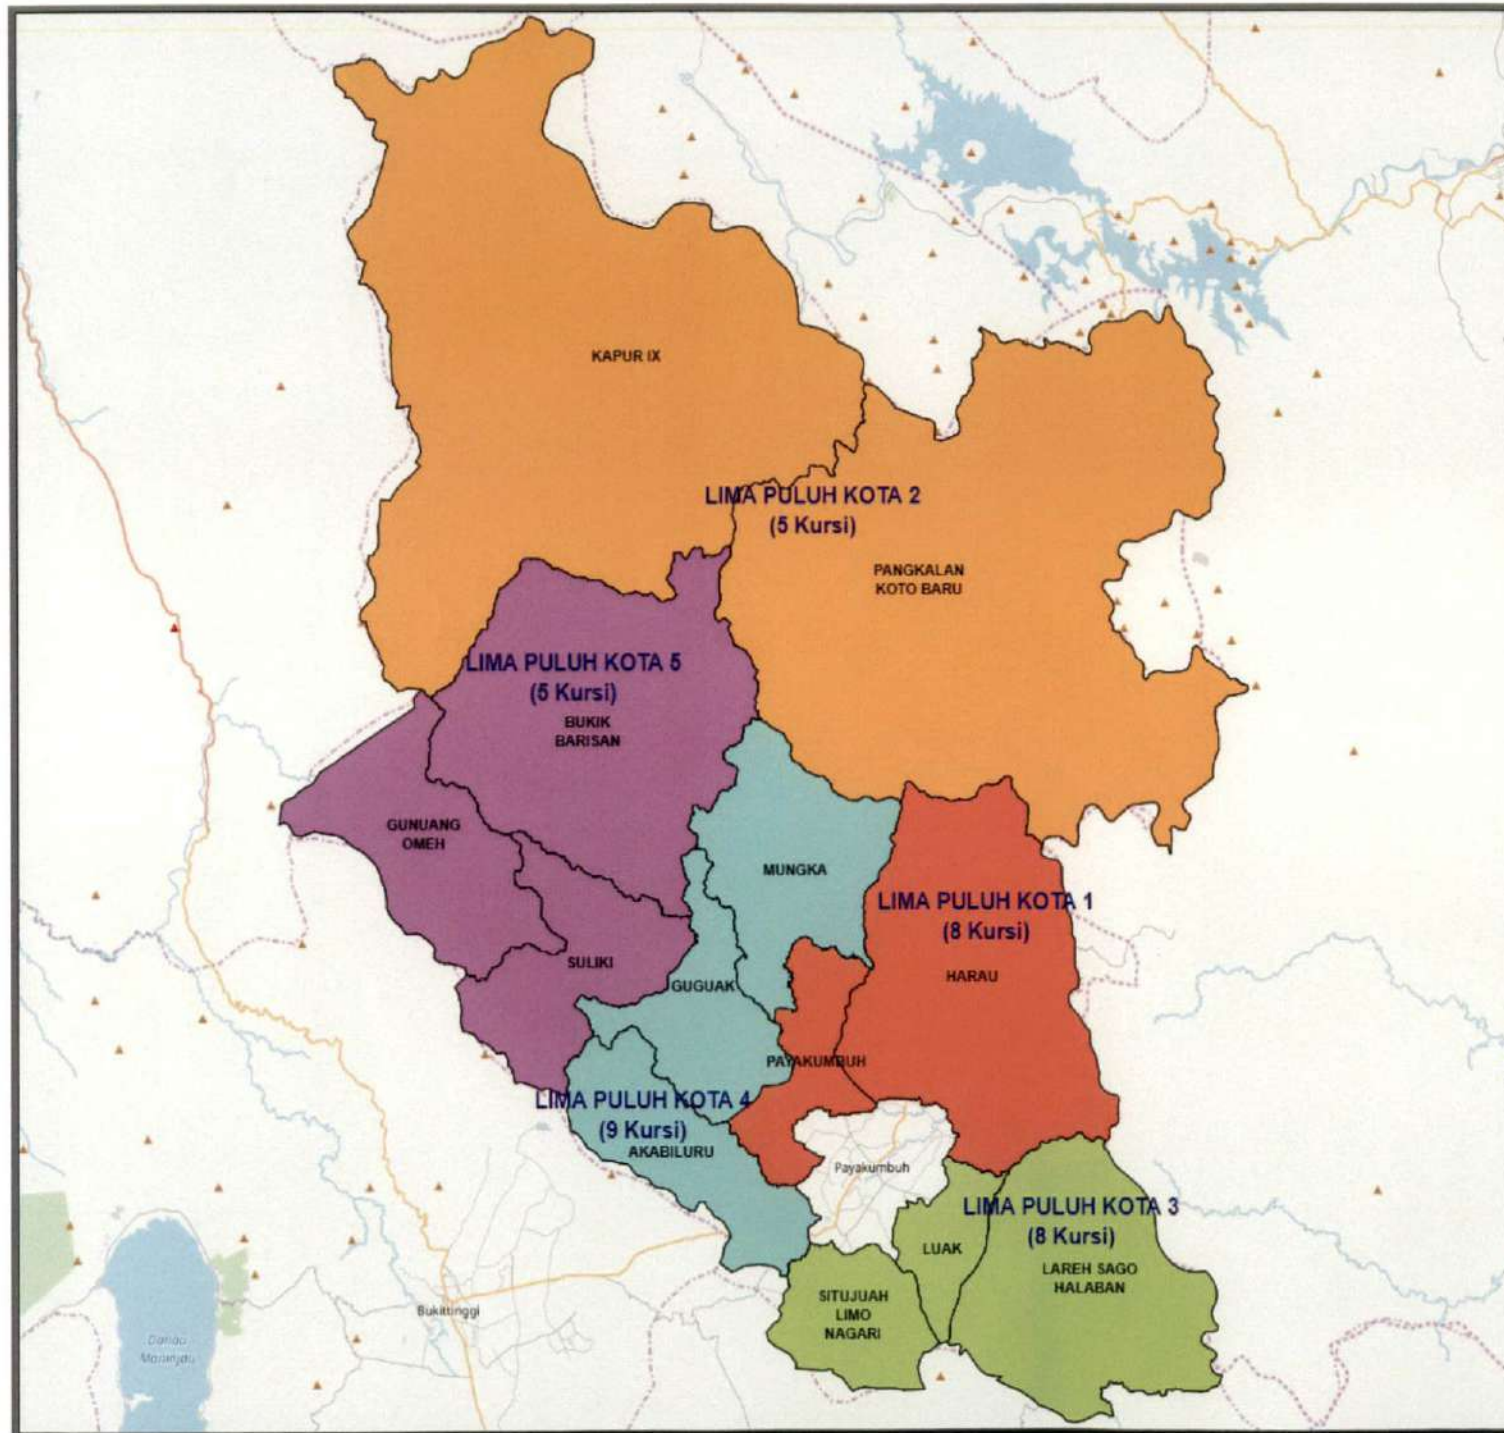 KAPUR IX
LIMA PULUH KOTA 2
(5 Kursi)
PANGKALAN
KOTO BARU
LIMA PULUH KOTA 5
(5 Kursi)
BUKIK
BARISAN
GUNUANG
OMEH
MUNGKA
LIMA PULUH KOTA 1
(8 Kursi)
HARAU
SULIKI
GUGUAK
PAYAKUMBUH
LIMA PULUH KOTA 4
(9 Kursi)
AKABILURU
Payakumbuh
LIMA PULUH KOTA 3
(8 Kursi)
LUAK
LAREH SAGO
HALABAN
SITUJUAH
LIMO
NAGARI
Bukittinggi
Danau
Maninjau